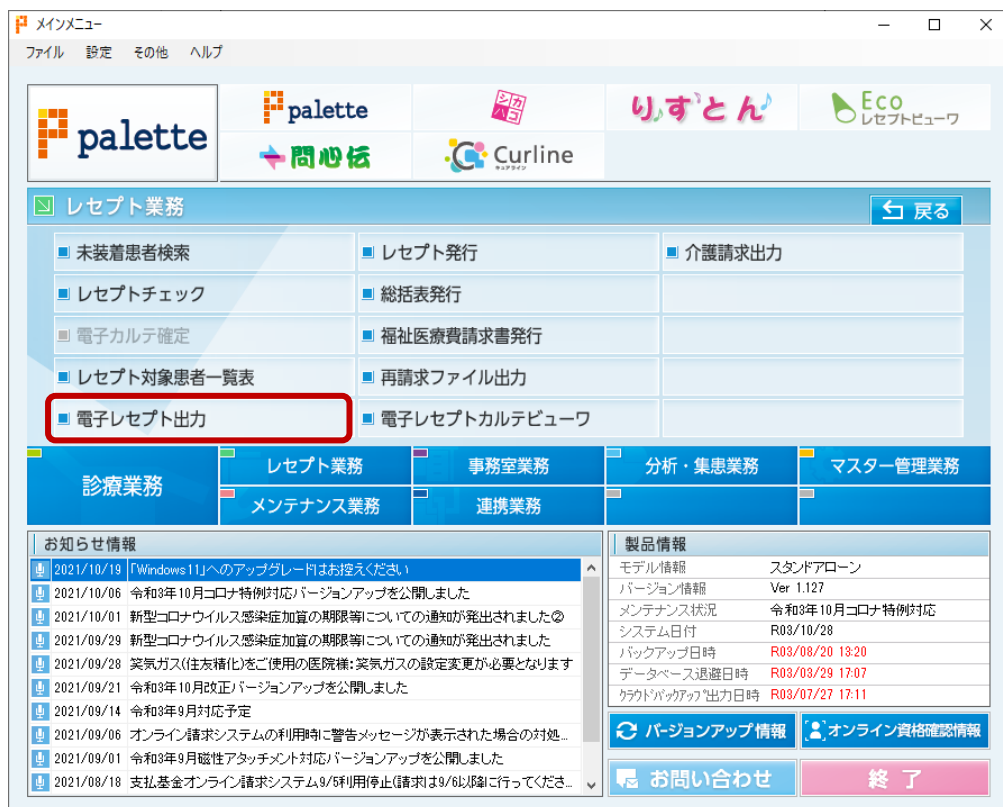 メインメニュー
ファイル 設定 その他 ヘルプ
palette
palette
シカハコ
り♪すとん♪
Eco
レセプトビューワ
問心伝
Curline
キュアライン
レセプト業務
戻る
未装着患者検索 レセプト発行 介護請求出力
レセプトチェック 総括表発行
電子カルテ確定 福祉医療費請求書発行
レセプト対象患者一覧表 再請求ファイル出力
電子レセプト出力 電子レセプトカルテビューワ
診療業務
レセプト業務 事務室業務 分析・集患業務 マスター管理業務
メンテナンス業務 連携業務
お知らせ情報
2021/10/19 「Windows11」へのアップグレードはお控えください
2021/10/06 令和3年10月コロナ特例対応バージョンアップを公開しました
2021/10/01 新型コロナウイルス感染症加算の期限等についての通知が発出されました②
2021/09/29 新型コロナウイルス感染症加算の期限等についての通知が発出されました
2021/09/28 笑気ガス(住友精化)をご使用の医院様:笑気ガスの設定変更が必要となります
2021/09/21 令和3年10月改正バージョンアップを公開しました
2021/09/14 令和3年9月対応予定
2021/09/06 オンライン請求システムの利用時に警告メッセージが表示された場合の対処...
2021/09/01 令和3年9月磁性アタッチメント対応バージョンアップを公開しました
2021/08/18 支払基金オンライン請求システム9/5利用停止(請求は9/6以降に行ってくださ...
製品情報
モデル情報 スタンドアローン
バージョン情報 Ver 1.127
メンテナンス状況 令和3年10月コロナ特例対応
システム日付 R03/10/28
バックアップ日時 R03/08/20 13:20
データベース退避日時 R03/03/29 17:07
クラウドバックアップ出力日時 R03/07/27 17:11
バージョンアップ情報 オンライン資格確認情報
お問い合わせ 終了